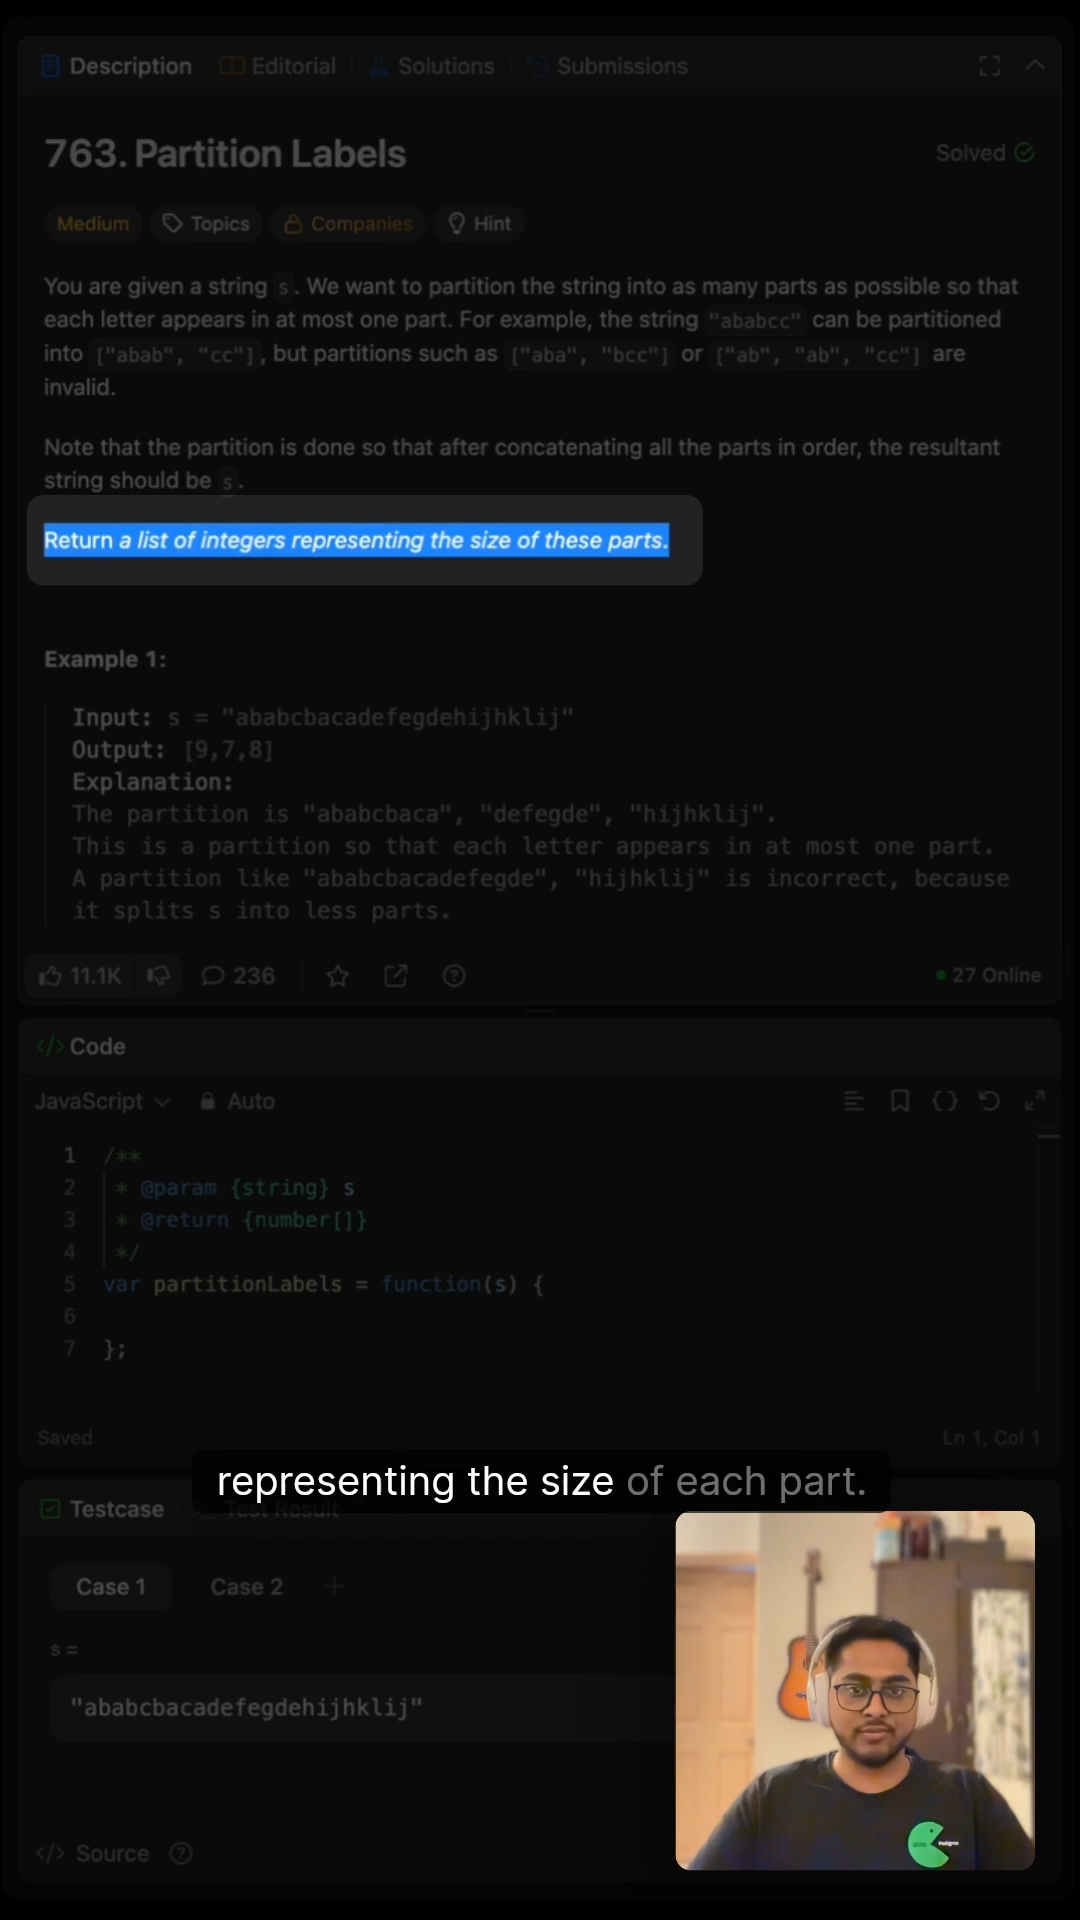 Description
Editorial
Solutions
Submissions
763. Partition Labels
Solved
Medium
Topics
Companies
Hint
You are given a string s. We want to partition the string into as many parts as possible so that
each letter appears in at most one part. For example, the string "ababcc" can be partitioned
into ["abab", "cc"], but partitions such as ["aba", "bcc"] or ["ab", "ab", "cc"] are
invalid.
Note that the partition is done so that after concatenating all the parts in order, the resultant
string should be s.
Return a list of integers representing the size of these parts.
Example 1:
Input: s = "ababcbacadefegdehijhklij"
Output: [9,7,8]
Explanation:
The partition is "ababcbaca", "defegde", "hijhklij".
This is a partition so that each letter appears in at most one part.
A partition like "ababcbacadefegde", "hijhklij" is incorrect, because
it splits s into less parts.
11.1K
236
27 Online
</> Code
JavaScript
Auto
1 /**
2 * @param {string} s
3 * @return {number[]}
4 */
5 var partitionLabels = function(s) {
6
7 };
Saved
Ln 1, Col 1
representing the size of each part.
Testcase
Test Result
Case 1
Case 2
s =
"ababcbacadefegdehijhklij"
</> Source